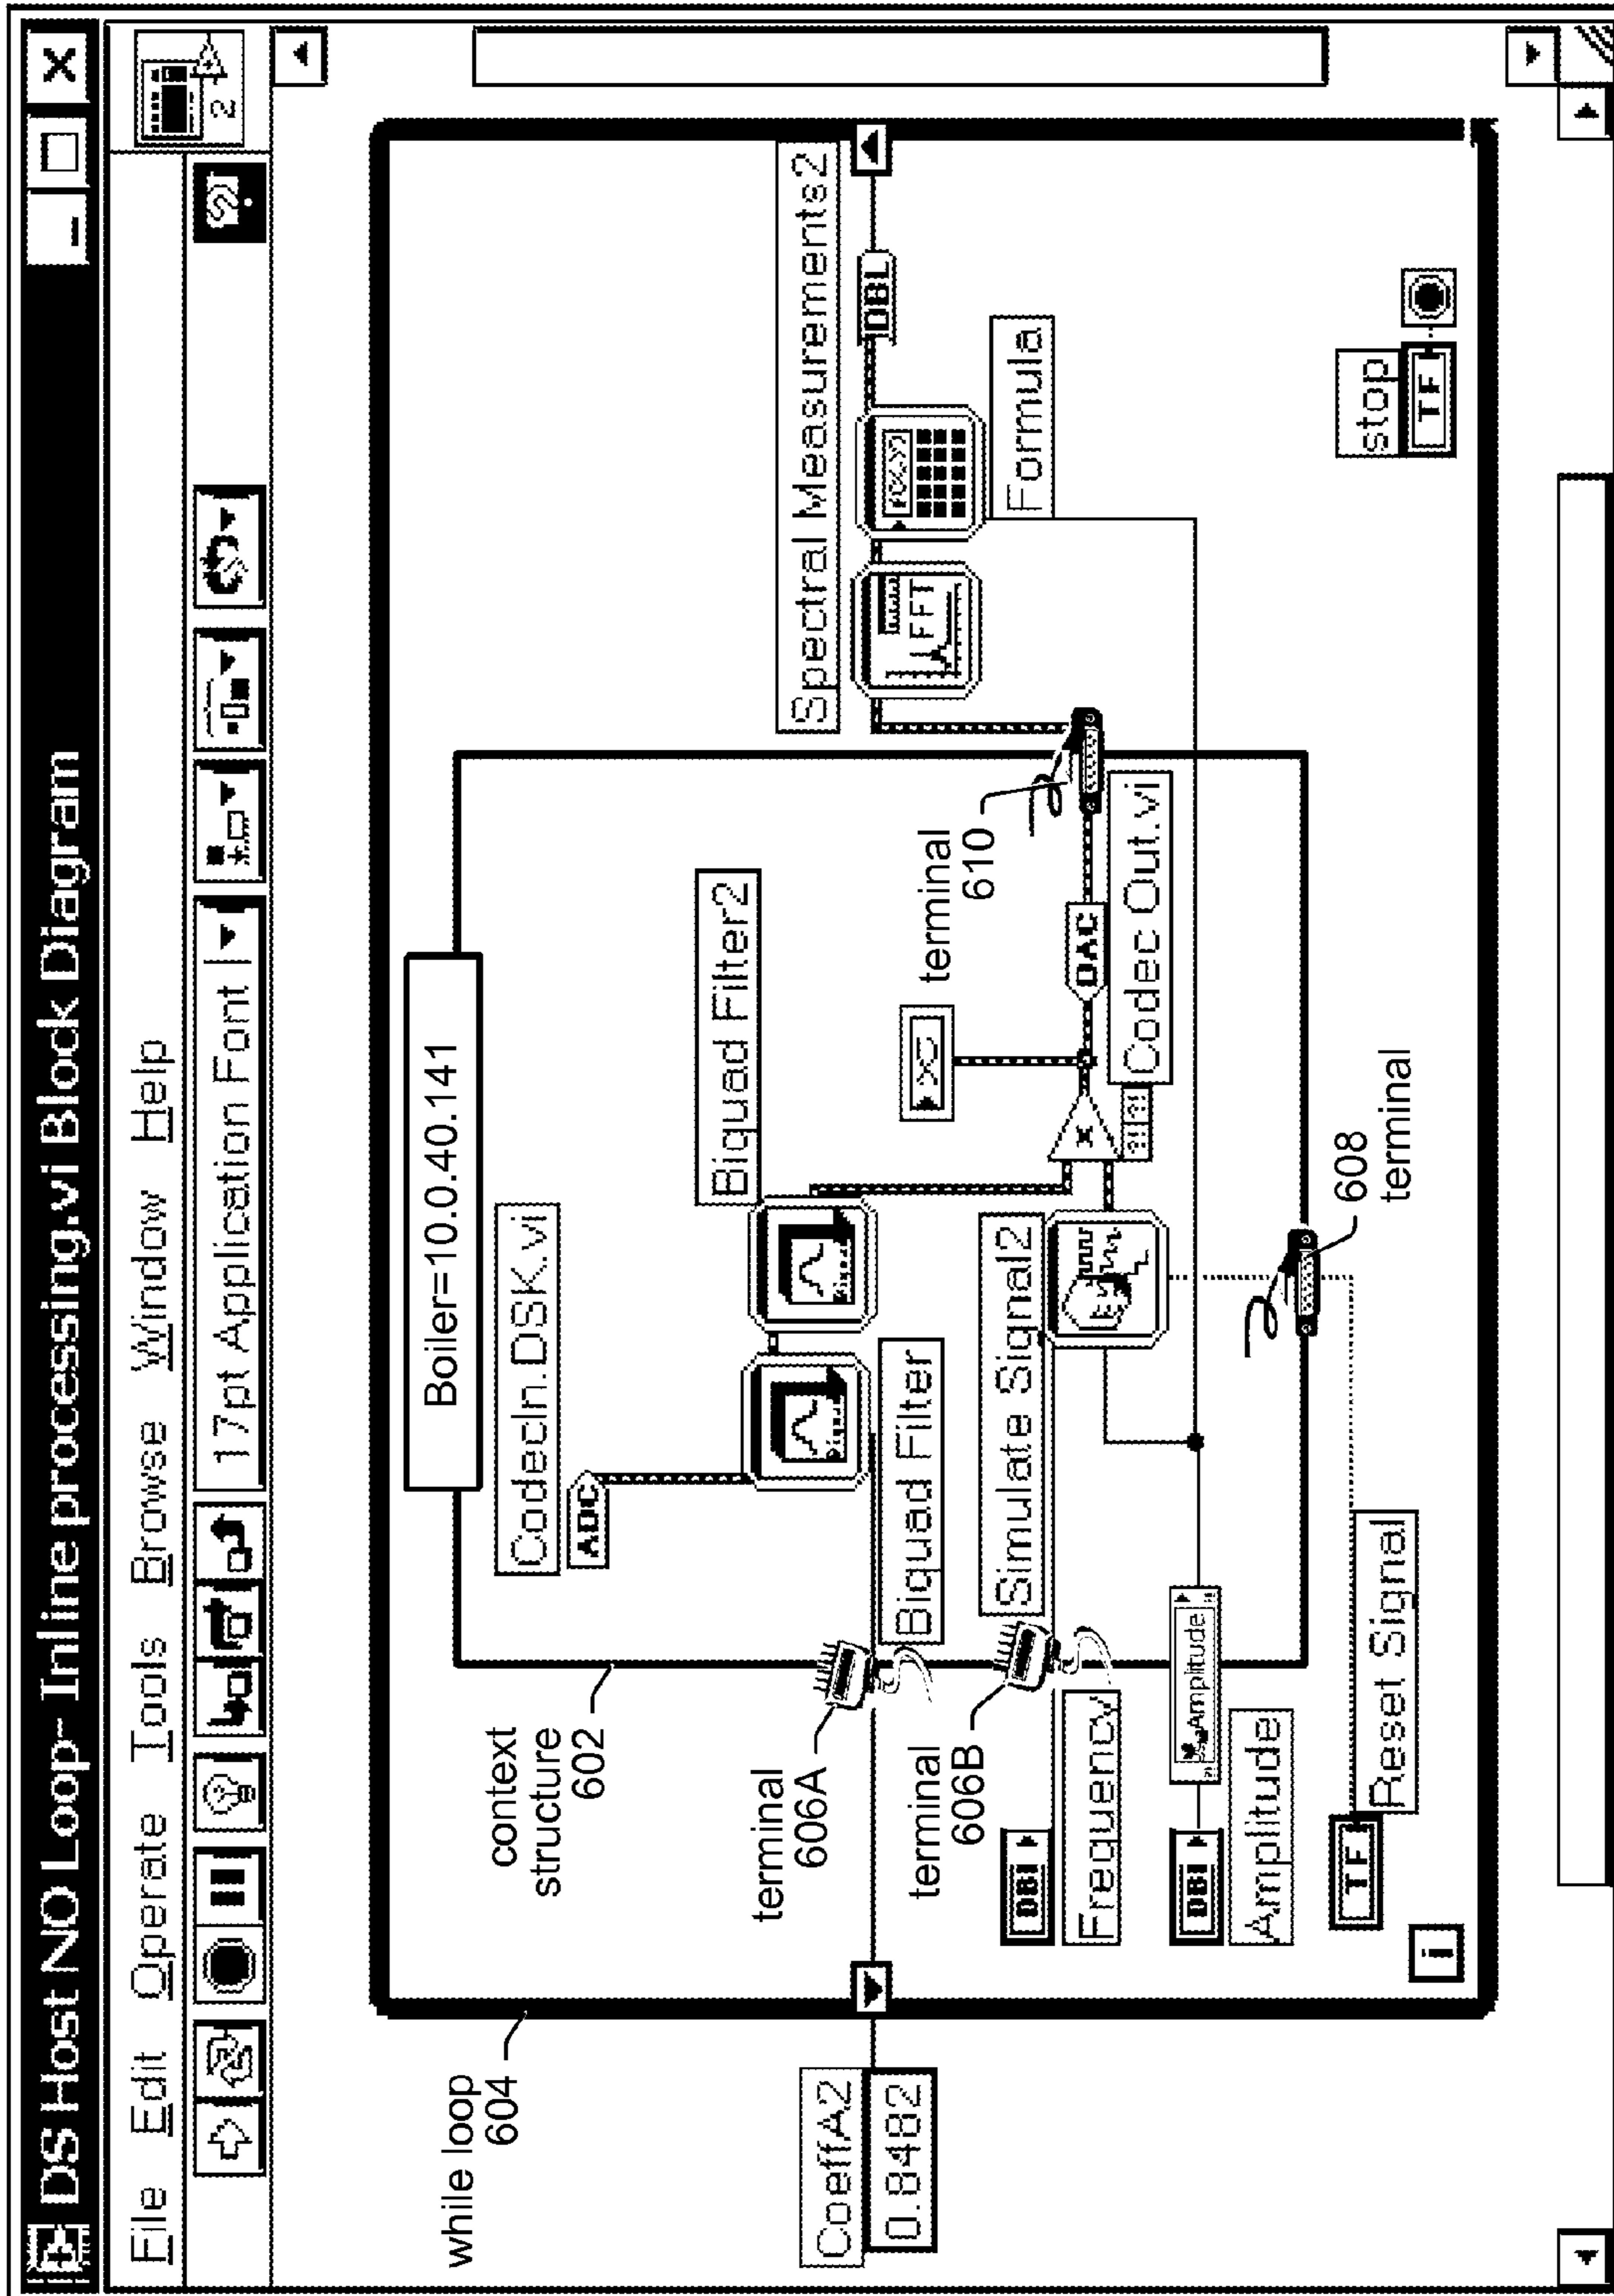 DS Host NO Loop- Inline processing.vi Block Diagram
File Edit Operate Tools Browse Window Help
17pt Application Font
2
while loop
604
context
structure
602
Boiler=10.0.40.141
CodecIn.DSK.vi
ADC
Biquad Filter2
Biquad Filter
Spectral Measurements2
FFT
Formula
DBL
CoeffA2
0.8482
terminal
606A
terminal
606B
Simulate Signal2
x
DAC
Codec Out.vi
terminal
610
DBl
Frequency
DBl
Amplitude
Amplitude
TF
Reset Signal
608
terminal
stop
TF
i